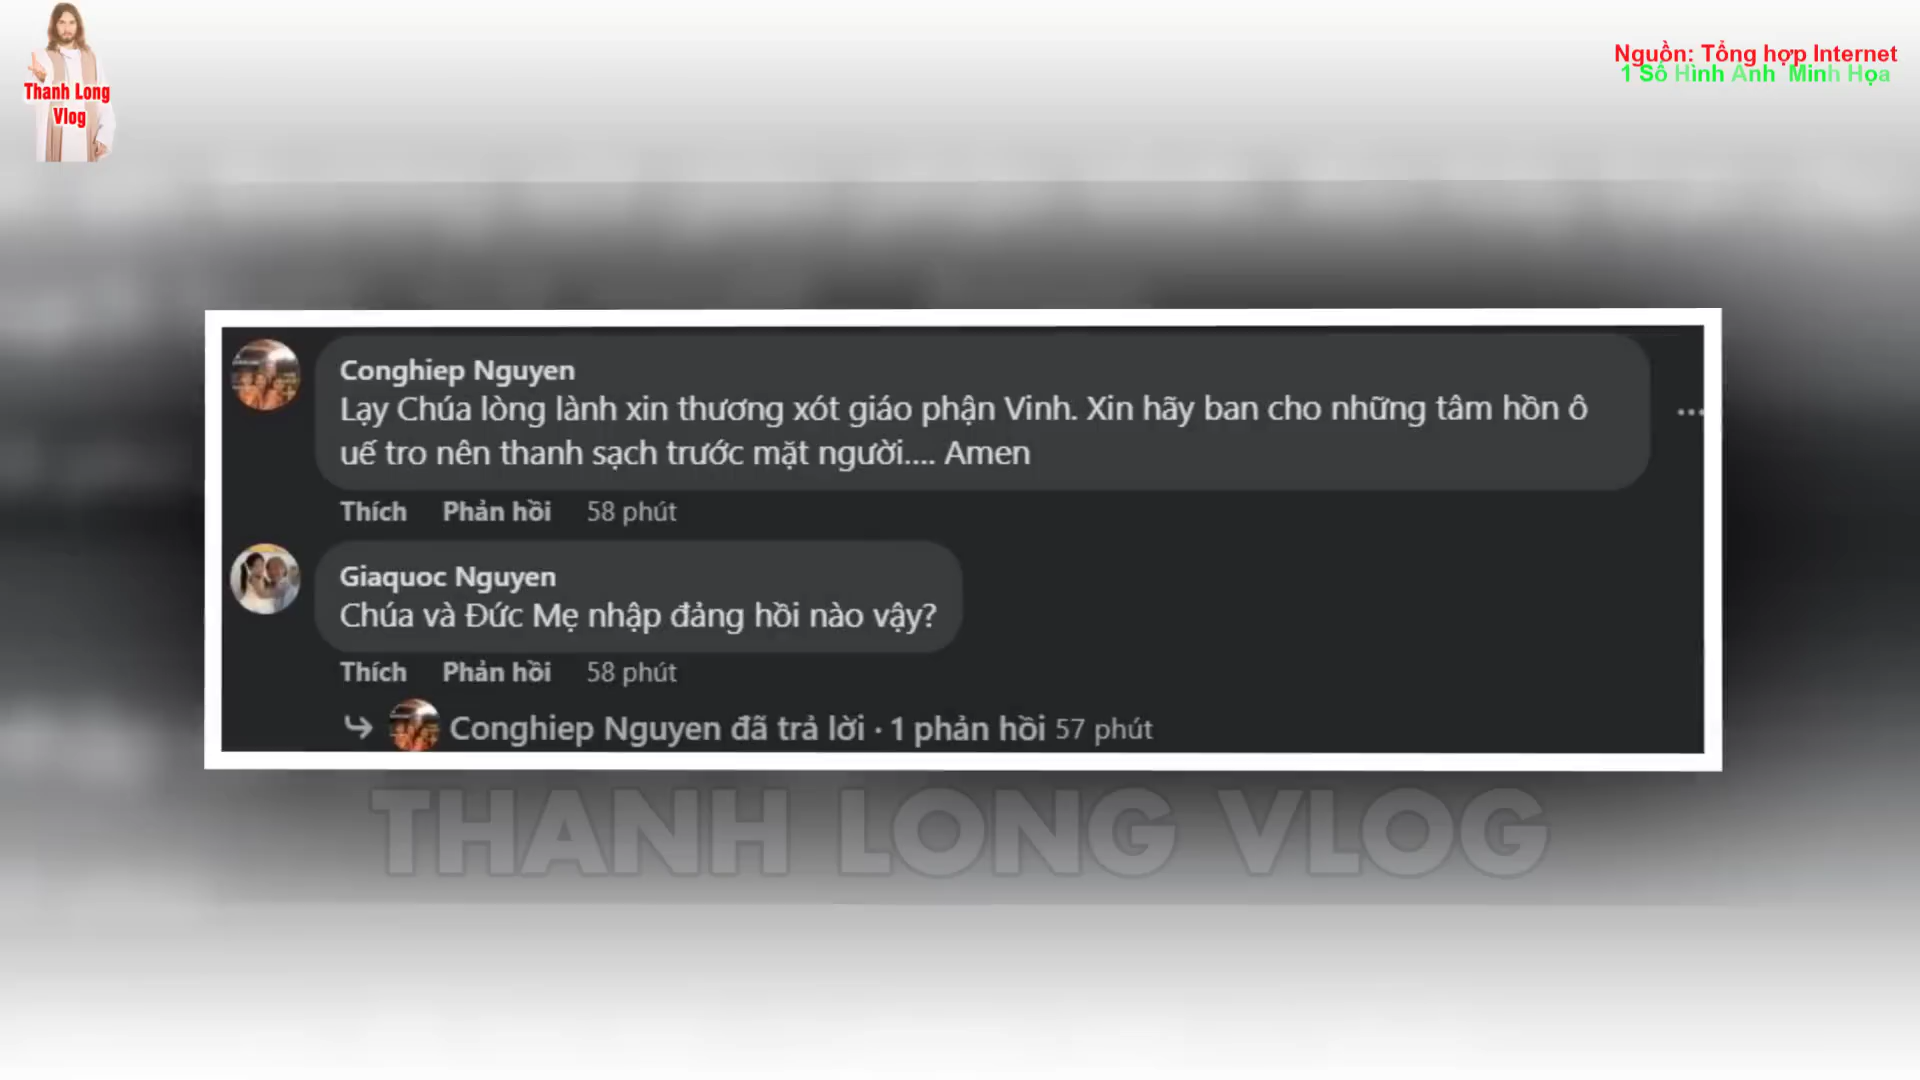 Thanh Long
Vlog
Nguồn: Tổng hợp Internet
1 Số Hình Ảnh Minh Họa
Conghiep Nguyen
Lạy Chúa lòng lành xin thương xót giáo phận Vinh. Xin hãy ban cho những tâm hồn ô
uế tro nên thanh sạch trước mặt người.... Amen
Thích Phản hồi 58 phút
Giaquoc Nguyen
Chúa và Đức Mẹ nhập đảng hồi nào vậy?
Thích Phản hồi 58 phút
Conghiep Nguyen đã trả lời · 1 phản hồi 57 phút
THANH LONG VLOG